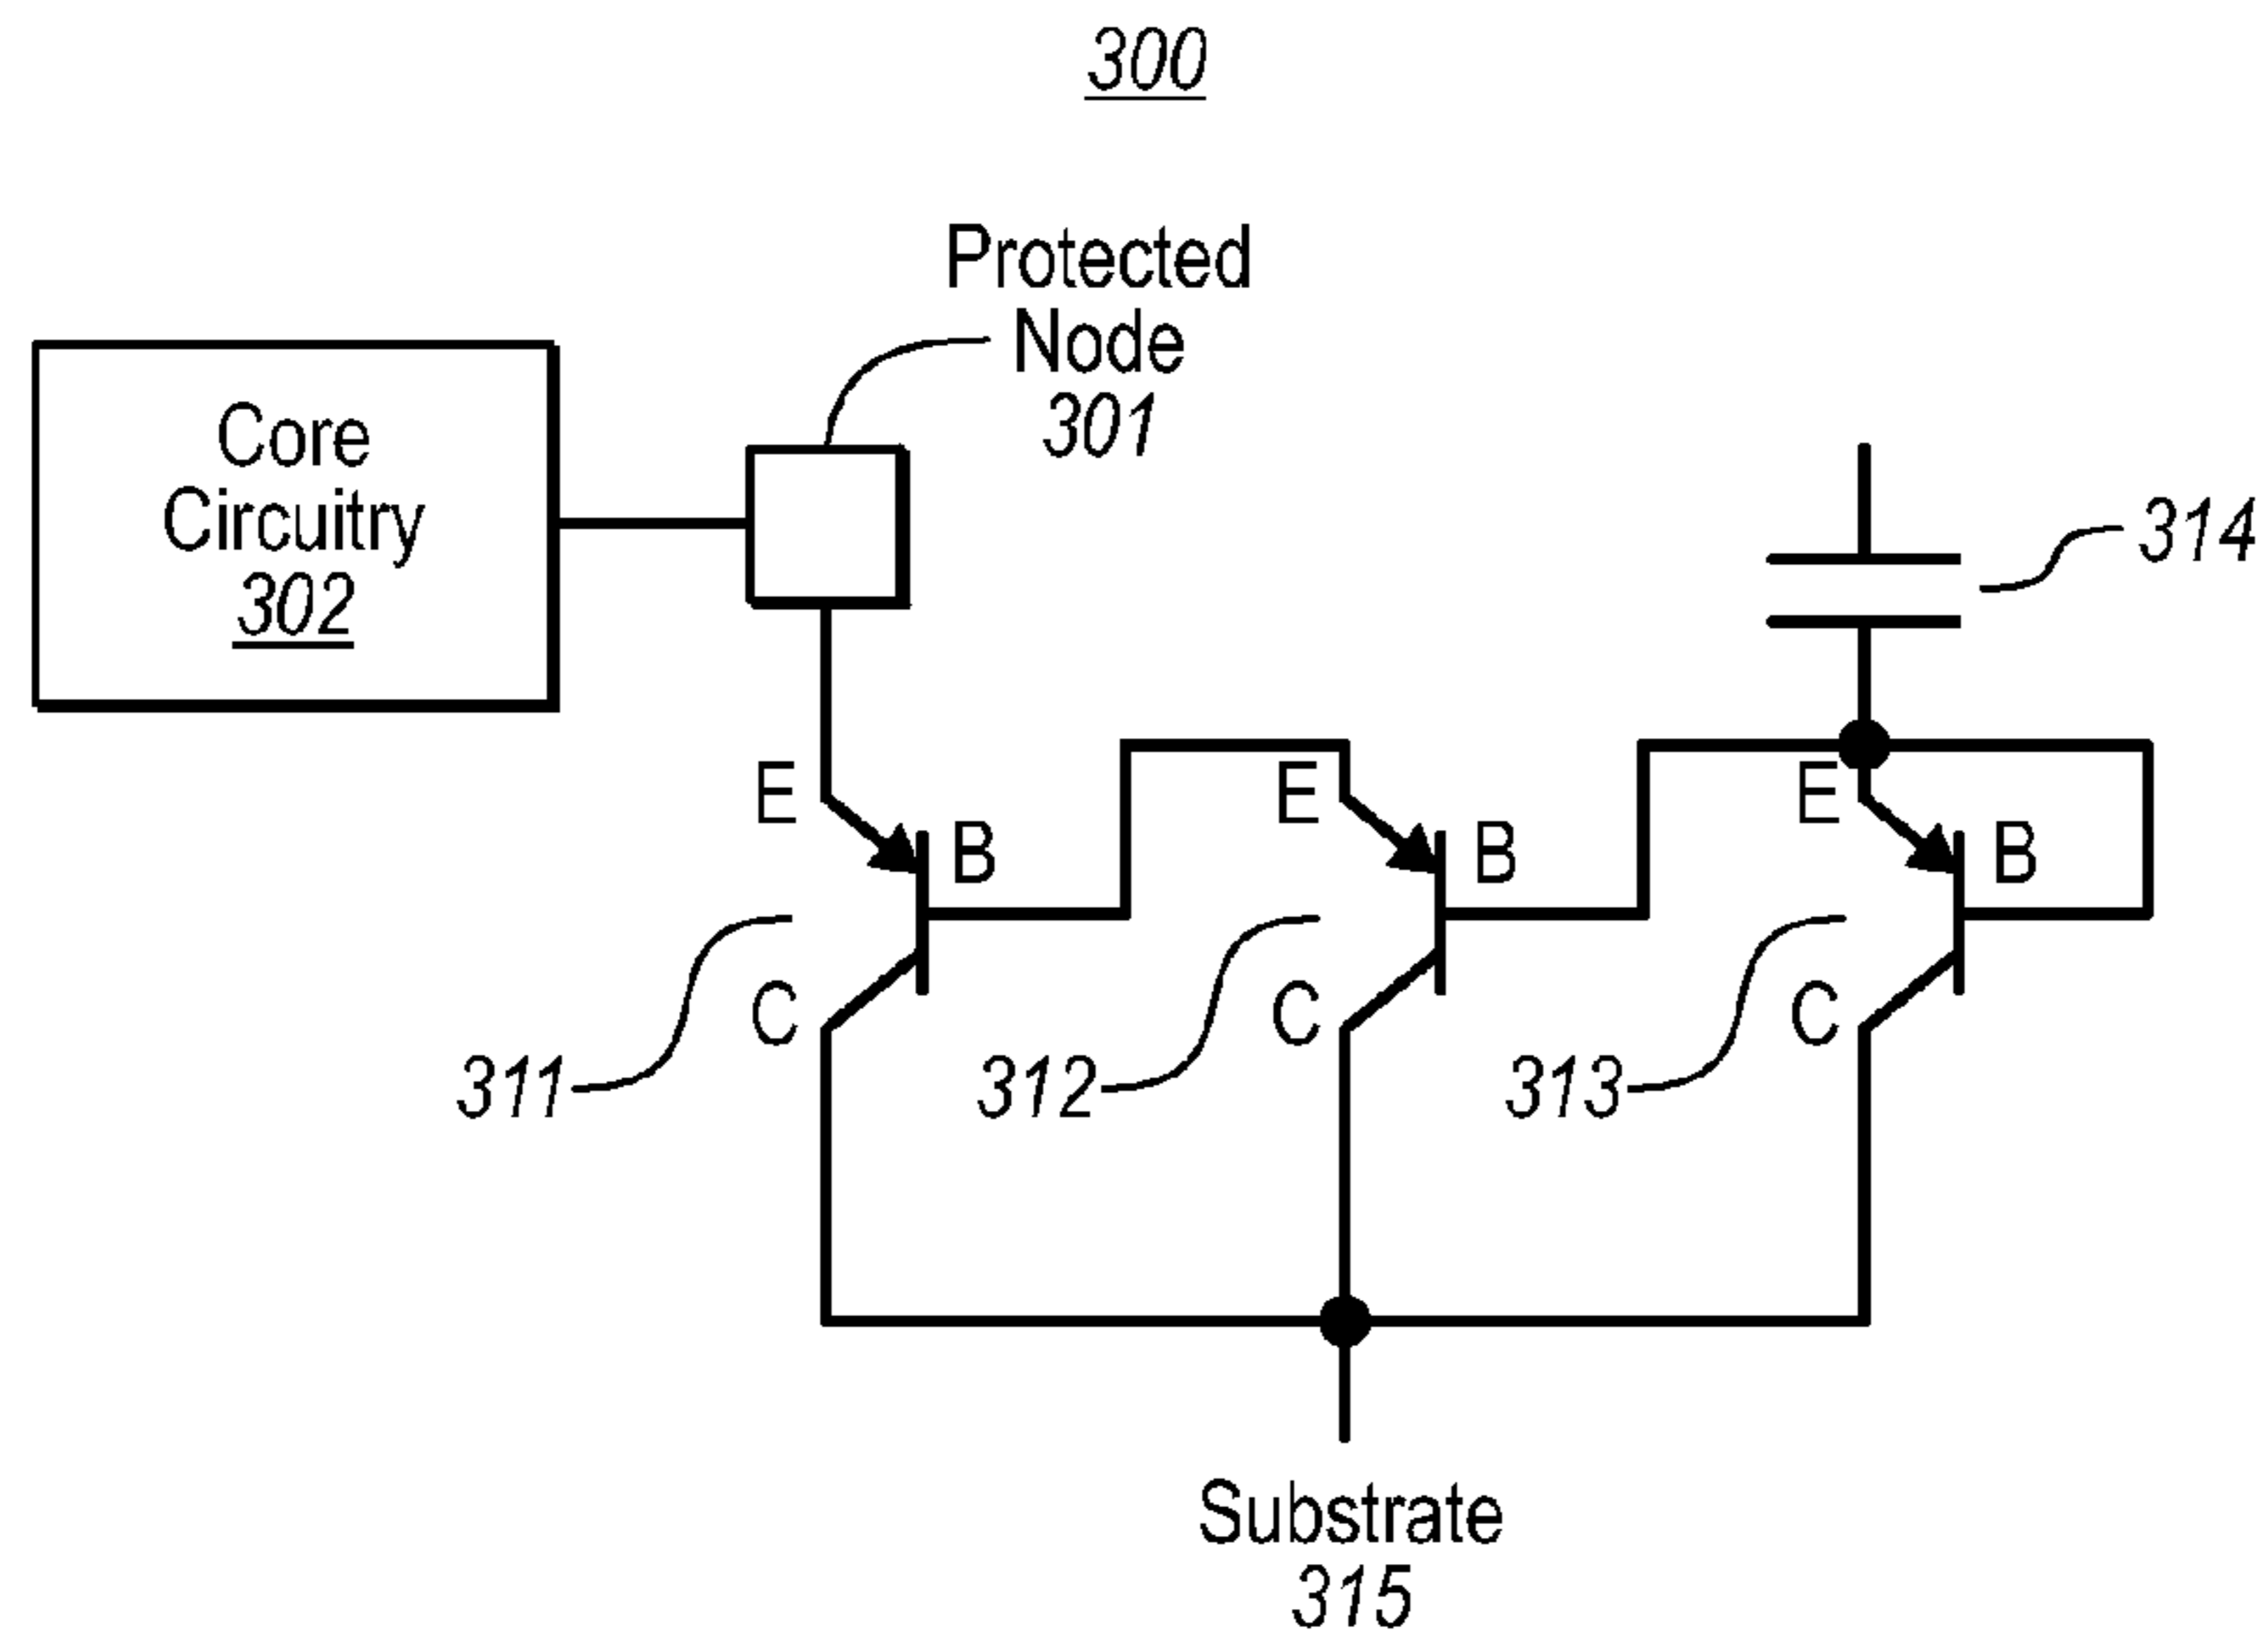 300
Protected
Node
301
Core
Circuitry
302
314
E
B
C
311
E
B
C
312
E
B
C
313
Substrate
315